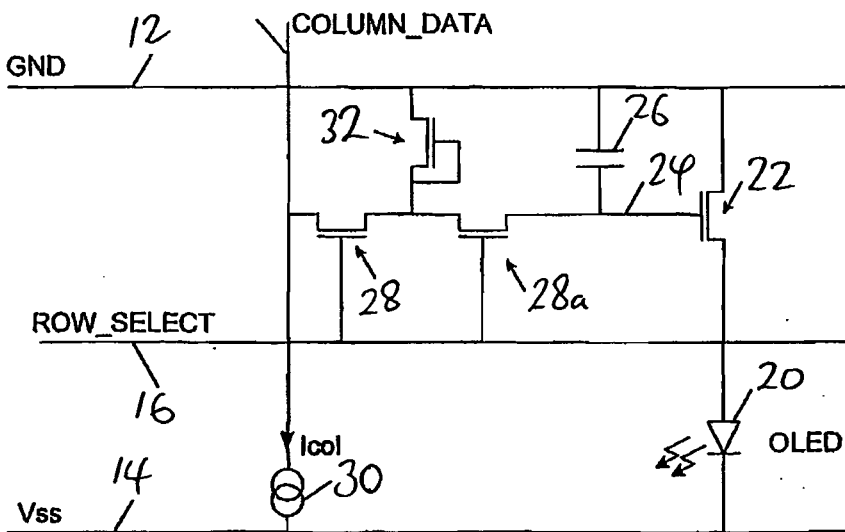 12
COLUMN_DATA
GND
32
26
24
22
28
28a
ROW_SELECT
16
20
Icol
OLED
14
30
Vss